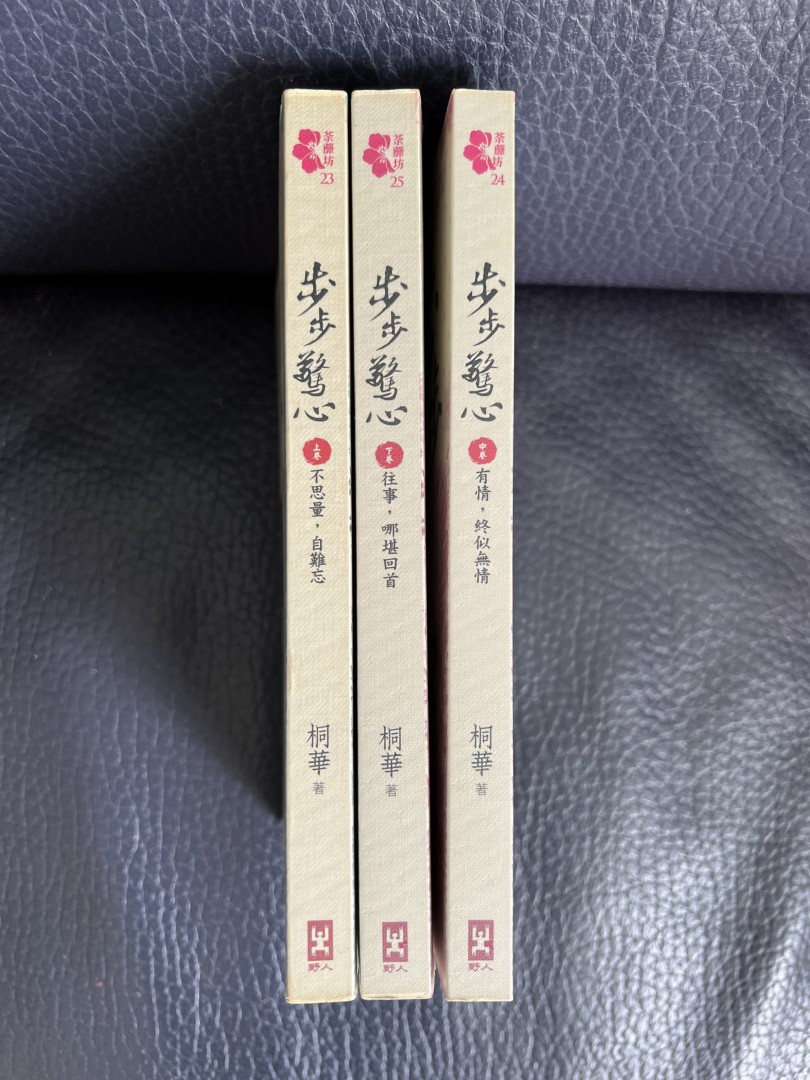 荼蘼坊
23
步步驚心
上卷
不思量，自難忘
桐華 著
野人
荼蘼坊
25
步步驚心
下卷
往事，哪堪回首
桐華 著
野人
荼蘼坊
24
步步驚心
中卷
有情，終似無情
桐華 著
野人